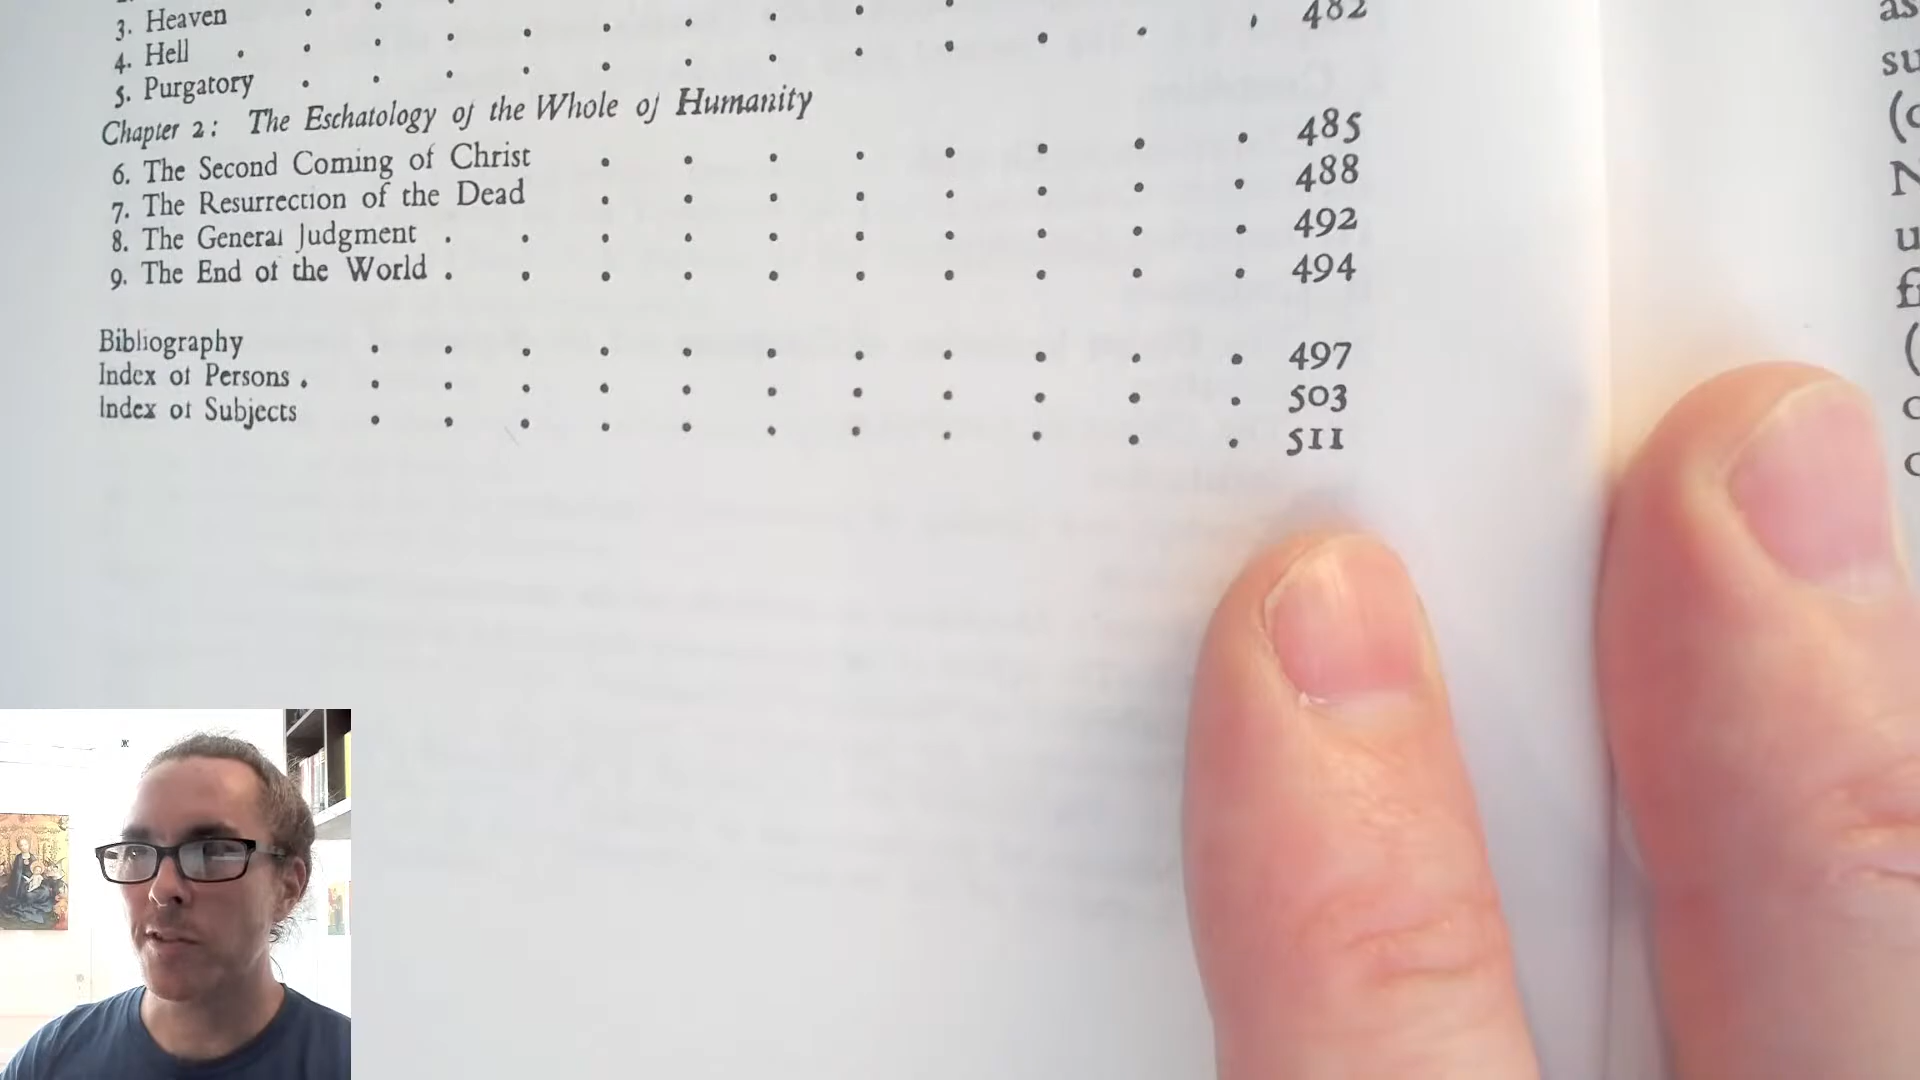 3. Heaven
4. Hell 482
5. Purgatory
Chapter 2: The Eschatology of the Whole of Humanity
6. The Second Coming of Christ 485
7. The Resurrection of the Dead 488
8. The General Judgment 492
9. The End of the World 494
Bibliography 497
Index of Persons 503
Index of Subjects 511